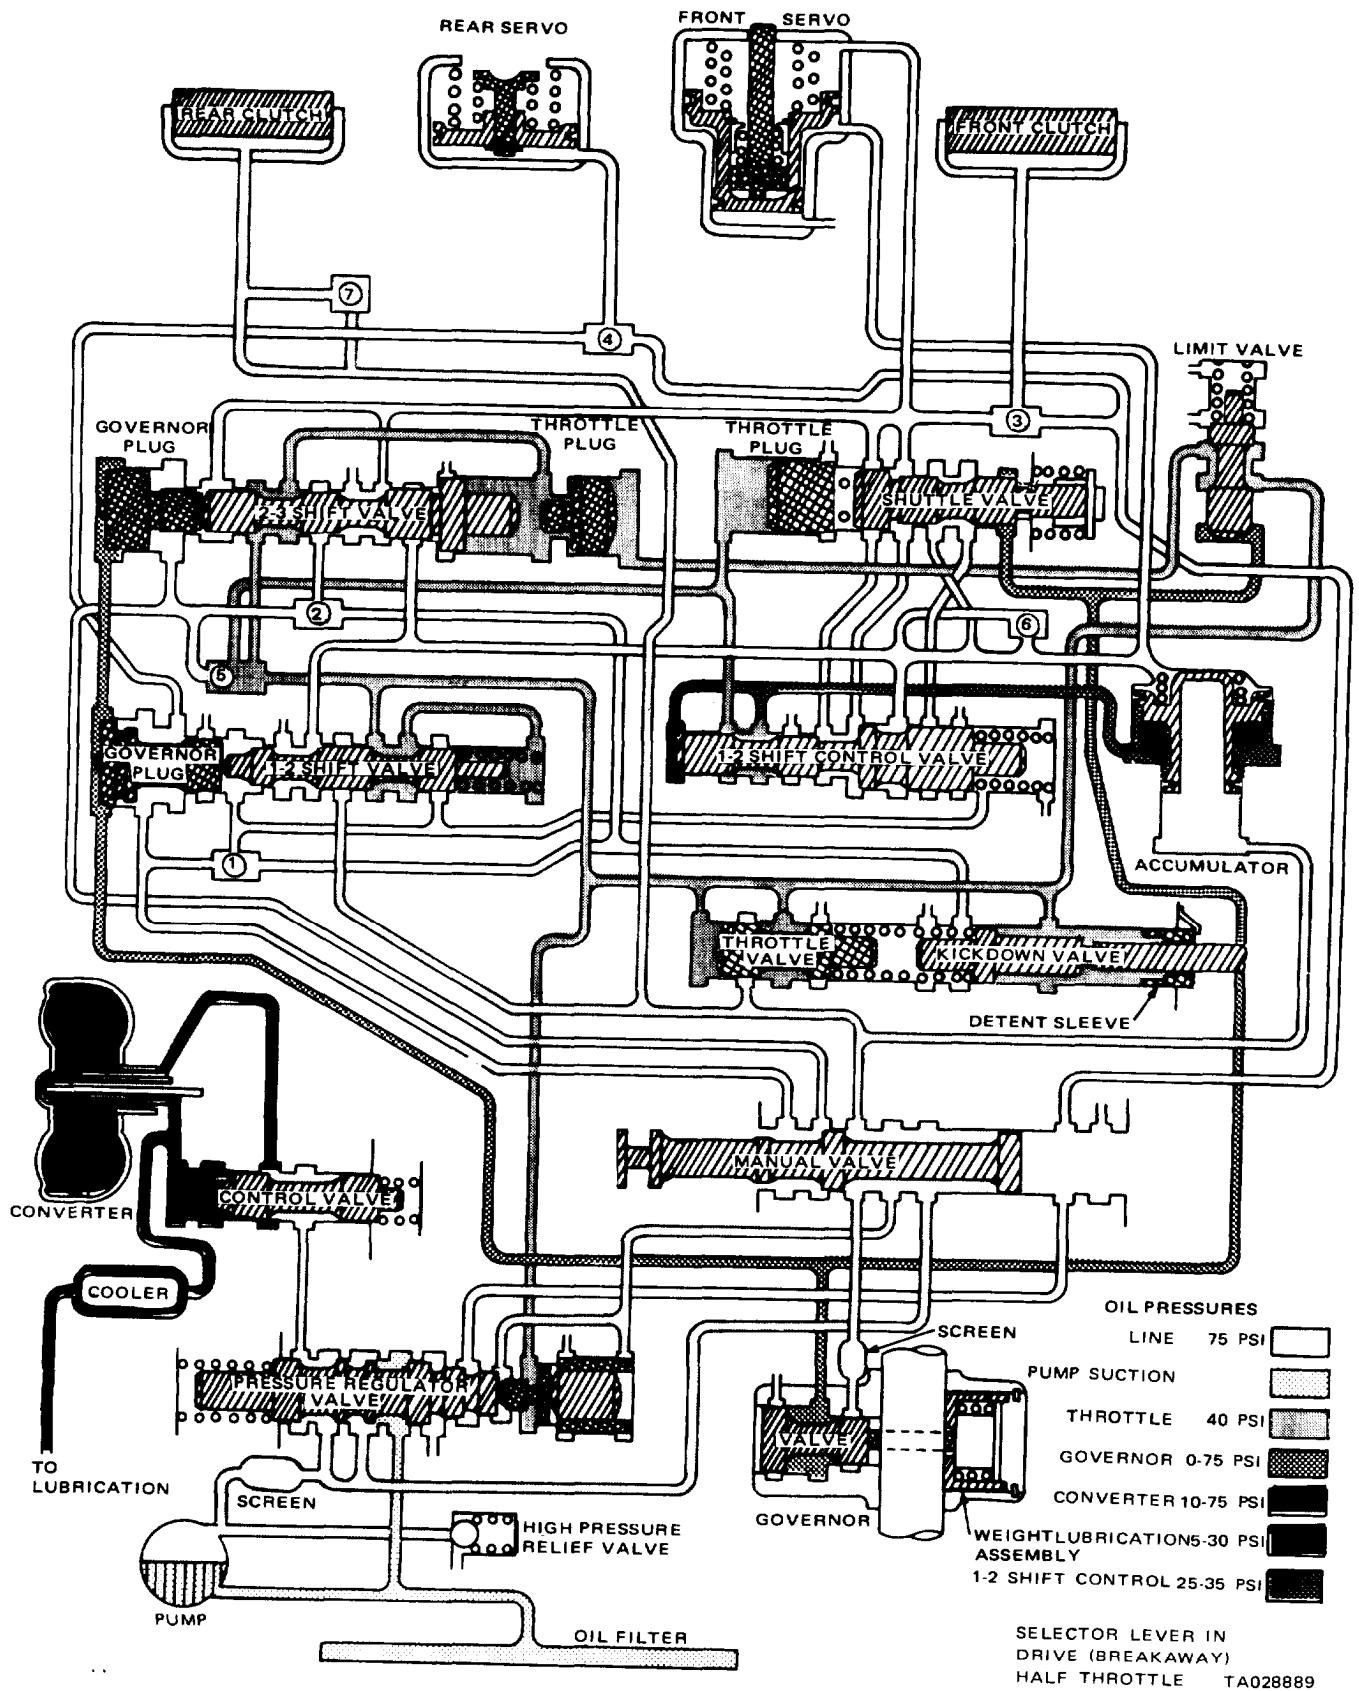 REAR SERVO
FRONT SERVO
REAR CLUTCH
FRONT CLUTCH
7
4
LIMIT VALVE
3
GOVERNOR
PLUG
THROTTLE
PLUG
THROTTLE
PLUG
2-3 SHIFT VALVE
SHUTTLE VALVE
2
6
5
GOVERNOR
PLUG
1-2 SHIFT VALVE
1-2 SHIFT CONTROL VALVE
1
ACCUMULATOR
THROTTLE
VALVE
KICKDOWN VALVE
DETENT SLEEVE
MANUAL VALVE
CONTROL VALVE
CONVERTER
COOLER
OIL PRESSURES
SCREEN
LINE 75 PSI
PUMP SUCTION
PRESSURE REGULATOR
VALVE
THROTTLE 40 PSI
VALVE
GOVERNOR 0-75 PSI
TO
LUBRICATION
SCREEN
CONVERTER 10-75 PSI
GOVERNOR
HIGH PRESSURE
RELIEF VALVE
WEIGHT
ASSEMBLY
LUBRICATION 5-30 PSI
1-2 SHIFT CONTROL 25-35 PSI
PUMP
OIL FILTER
SELECTOR LEVER IN
DRIVE (BREAKAWAY)
HALF THROTTLE TA028889